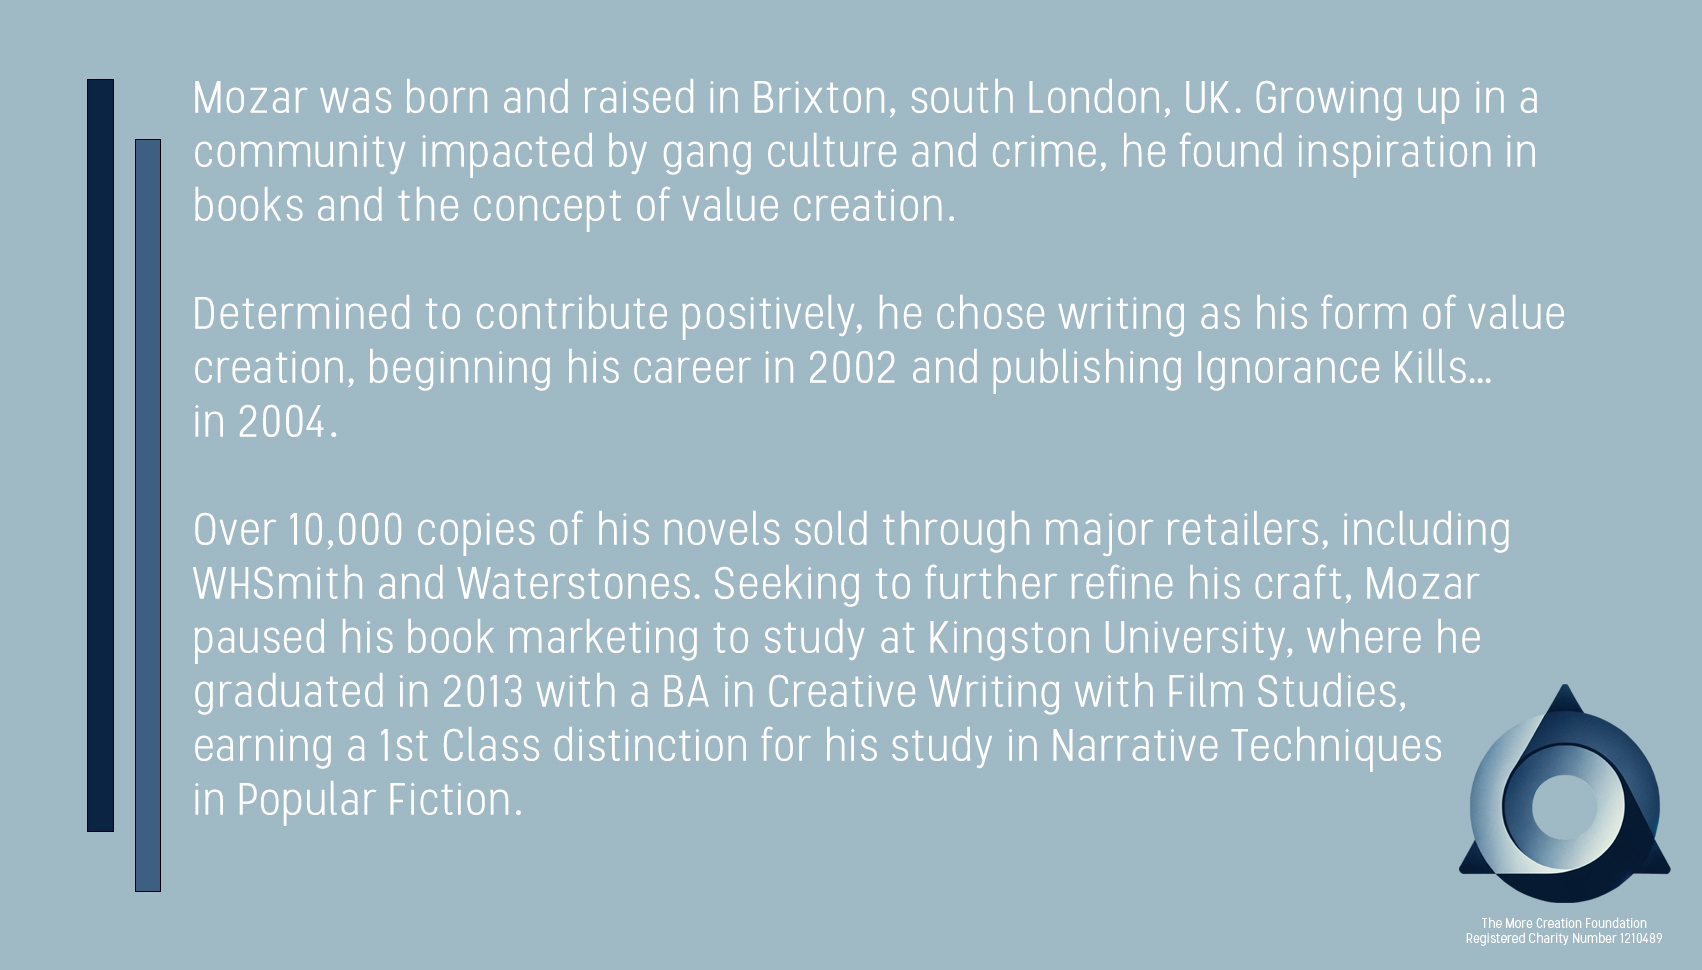 Mozar was born and raised in Brixton, south London, UK. Growing up in a
community impacted by gang culture and crime, he found inspiration in
books and the concept of value creation.
Determined to contribute positively, he chose writing as his form of value
creation, beginning his career in 2002 and publishing Ignorance Kills...
in 2004.
Over 10,000 copies of his novels sold through major retailers, including
WHSmith and Waterstones. Seeking to further refine his craft, Mozar
paused his book marketing to study at Kingston University, where he
graduated in 2013 with a BA in Creative Writing with Film Studies,
earning a 1st Class distinction for his study in Narrative Techniques
in Popular Fiction.
The More Creation Foundation
Registered Charity Number 1210489